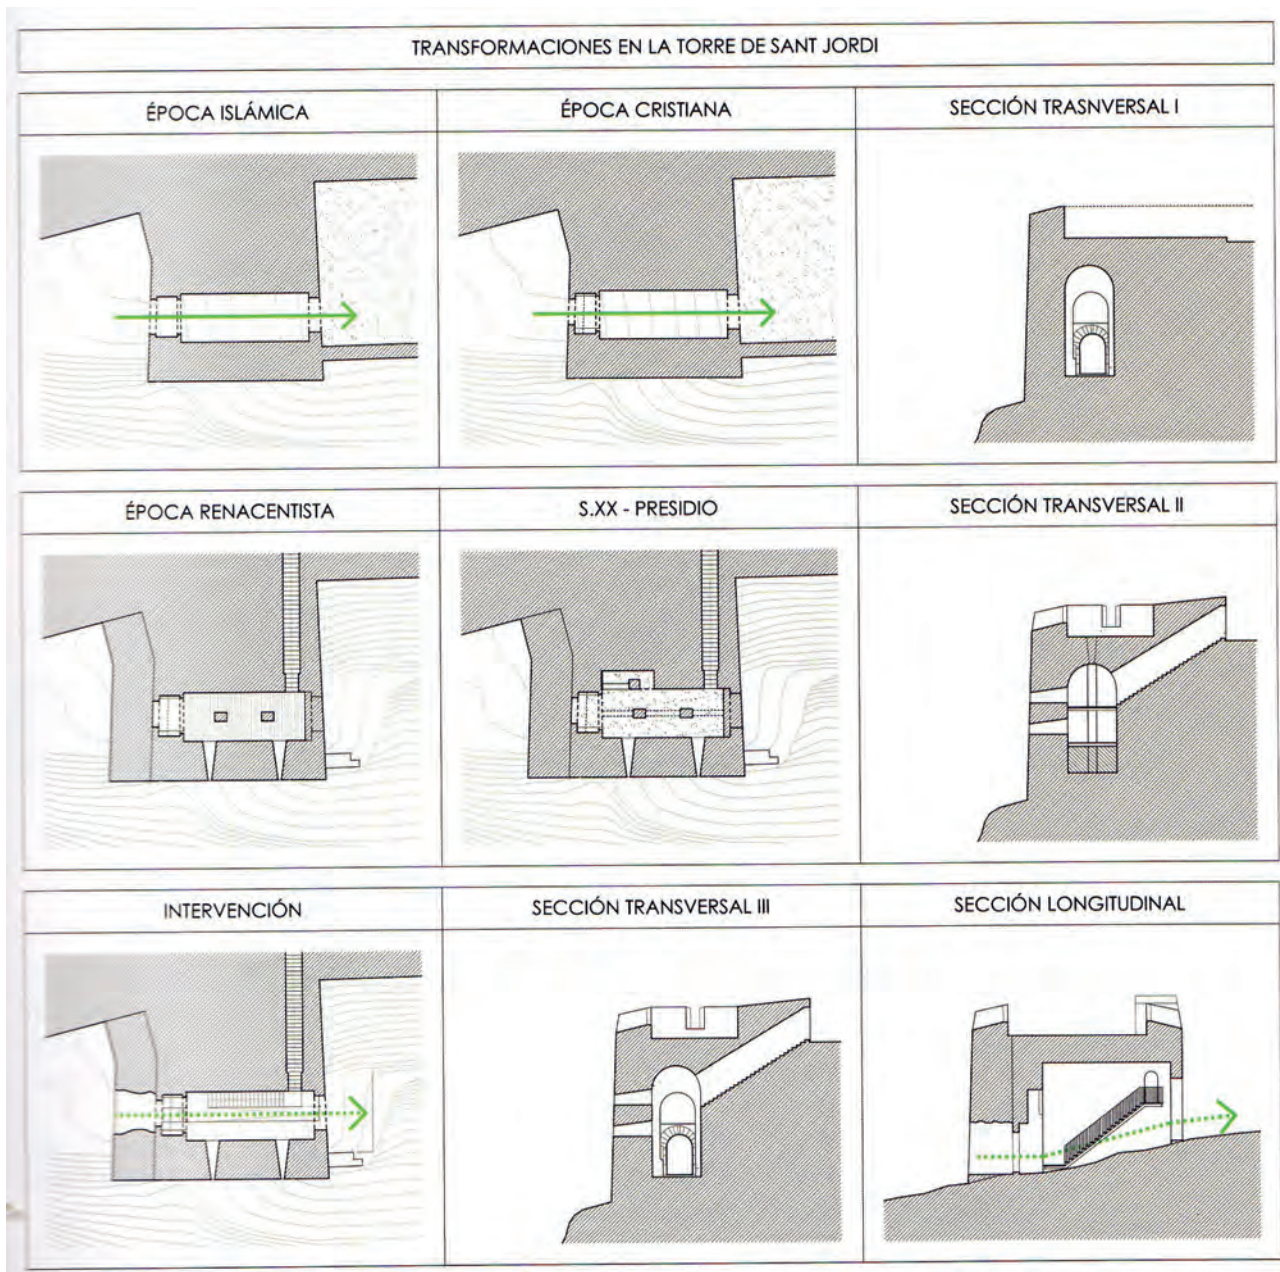 TRANSFORMACIONES EN LA TORRE DE SANT JORDI
ÉPOCA ISLÁMICA
ÉPOCA CRISTIANA
SECCIÓN TRASNVERSAL I
ÉPOCA RENACENTISTA
S.XX - PRESIDIO
SECCIÓN TRANSVERSAL II
INTERVENCIÓN
SECCIÓN TRANSVERSAL III
SECCIÓN LONGITUDINAL